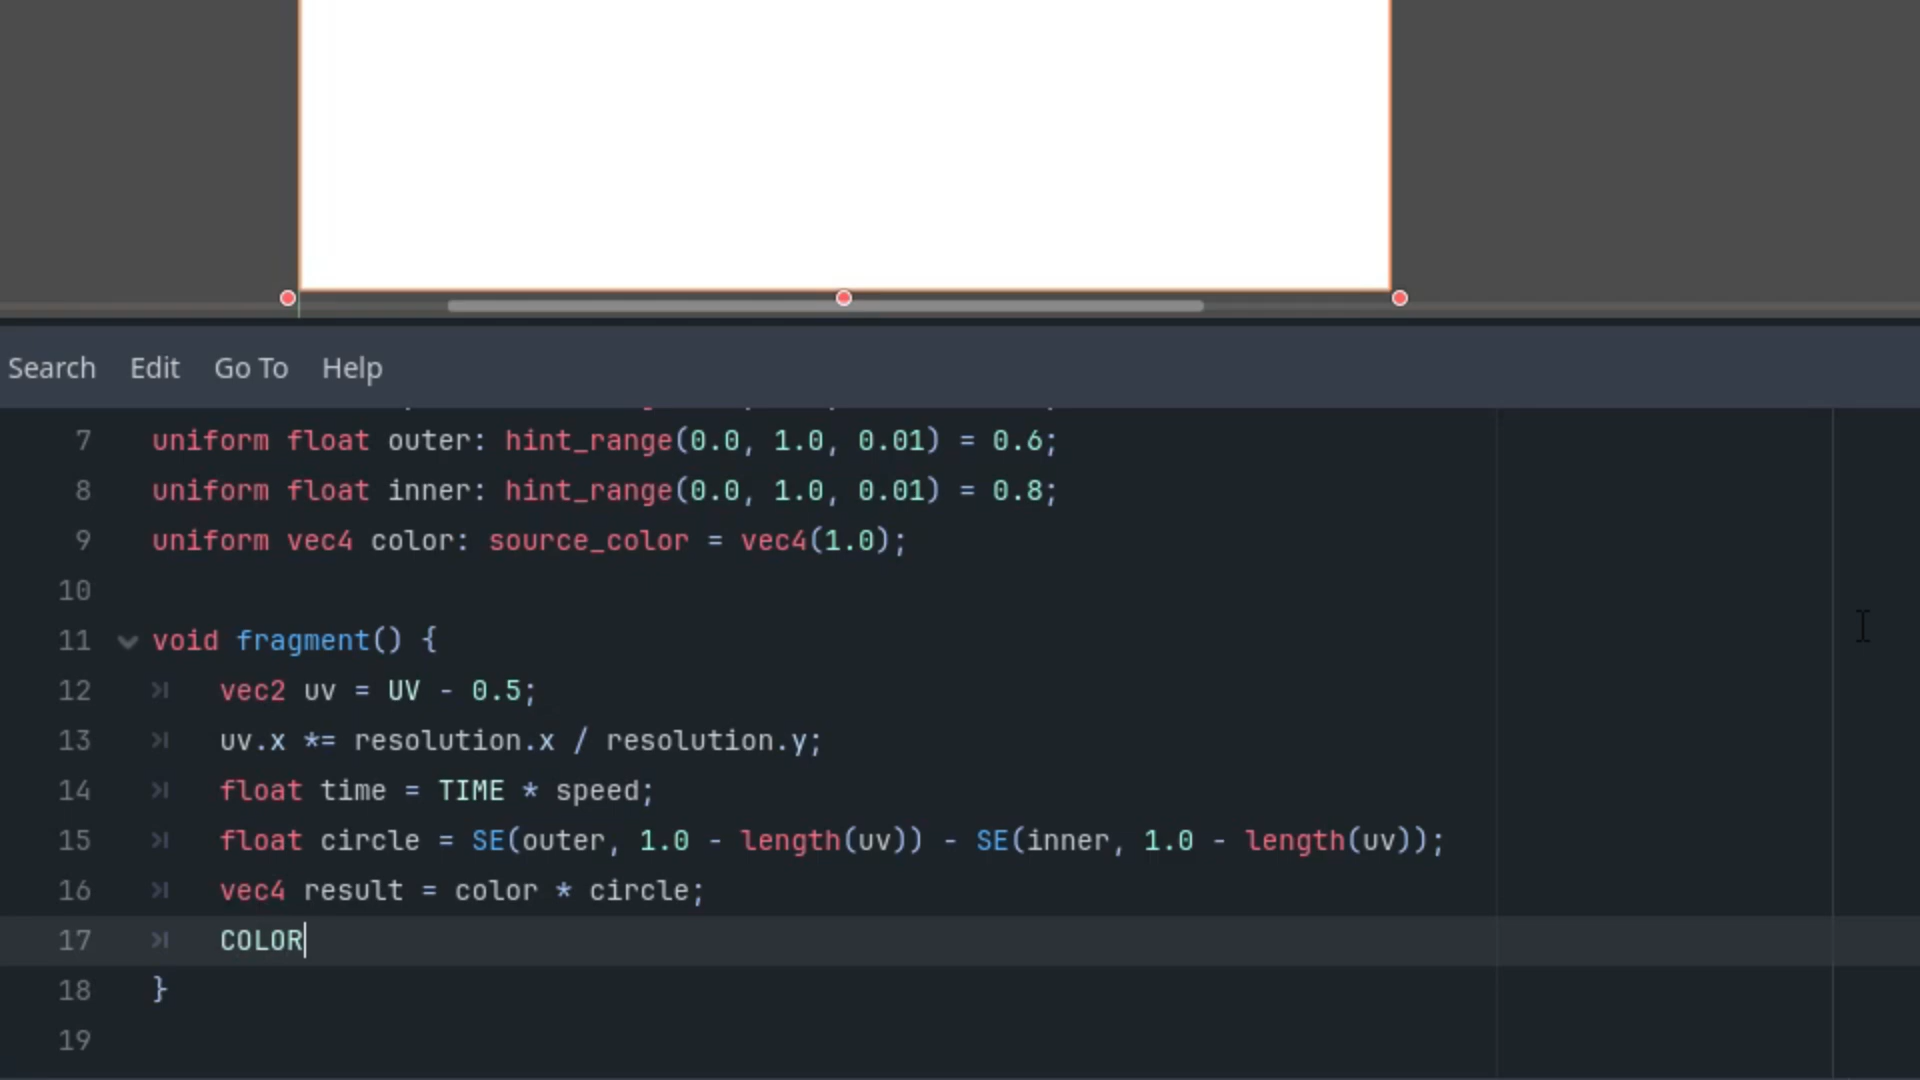 Search Edit Go To Help
7 uniform float outer: hint_range(0.0, 1.0, 0.01) = 0.6;
8 uniform float inner: hint_range(0.0, 1.0, 0.01) = 0.8;
9 uniform vec4 color: source_color = vec4(1.0);
10
11 void fragment() {
12 vec2 uv = UV - 0.5;
13 uv.x *= resolution.x / resolution.y;
14 float time = TIME * speed;
15 float circle = SE(outer, 1.0 - length(uv)) - SE(inner, 1.0 - length(uv));
16 vec4 result = color * circle;
17 COLOR
18 }
19